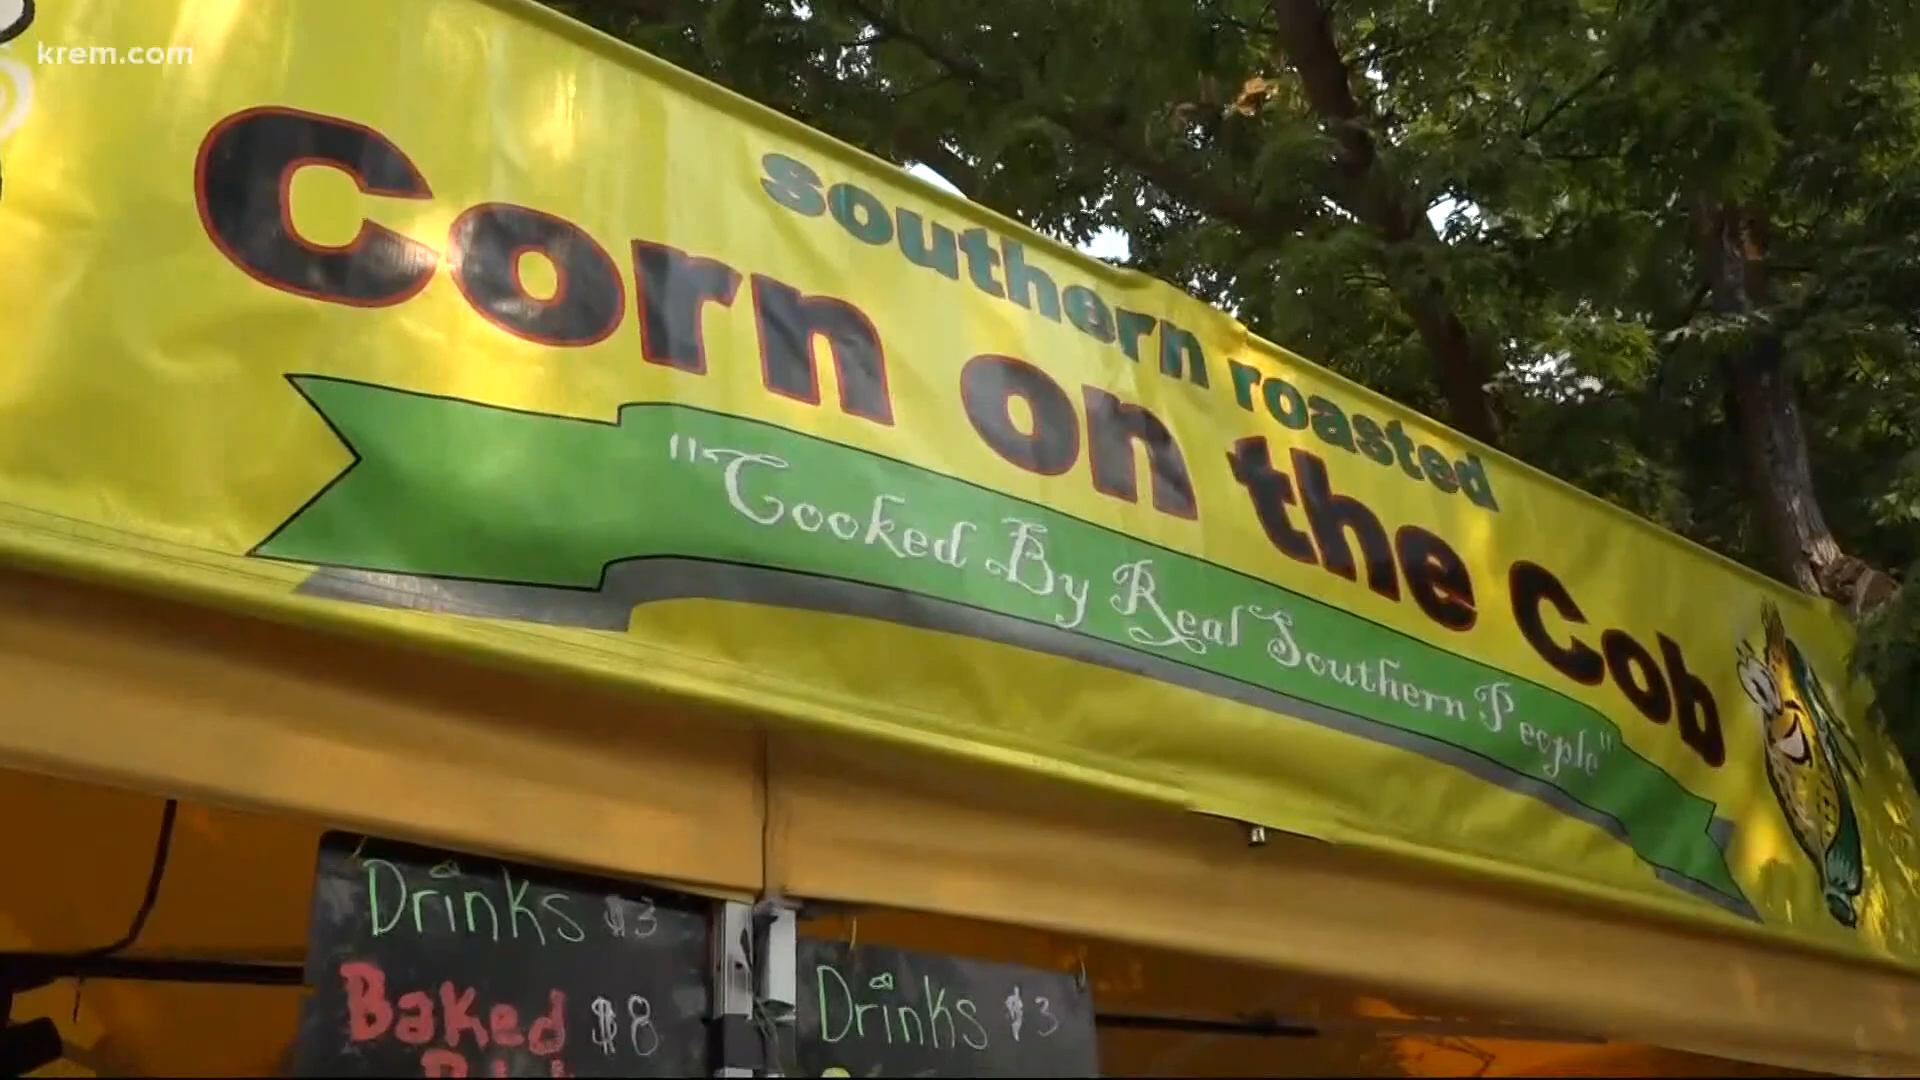 krem.com
southern roasted
Corn on the Cob
"Cooked By Real Southern People"
Drinks $3
Baked $8
Drinks $3